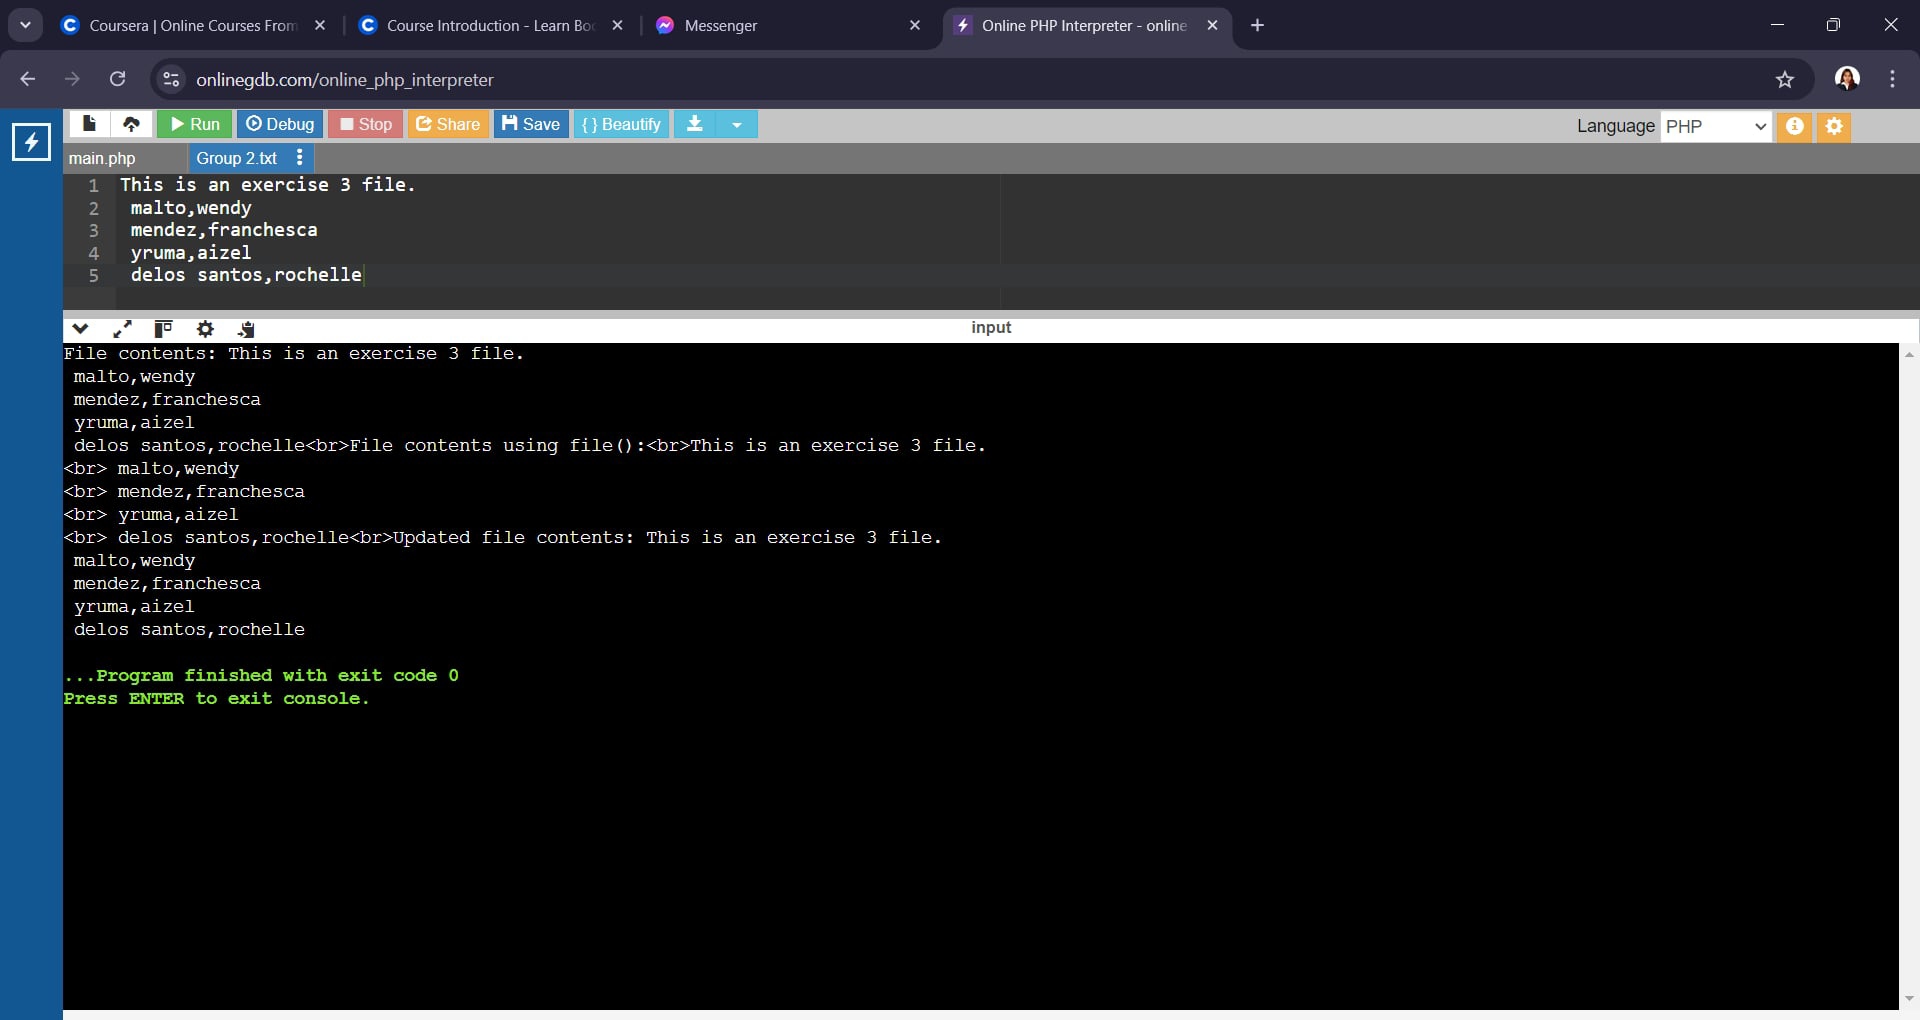 Coursera | Online Courses From
Course Introduction - Learn Bo
Messenger
Online PHP Interpreter - online
onlinegdb.com/online_php_interpreter
Run
Debug
Stop
Share
Save
{ } Beautify
Language
PHP
main.php
Group 2.txt
1 This is an exercise 3 file.
2 malto,wendy
3 mendez,franchesca
4 yruma,aizel
5 delos santos,rochelle
input
File contents: This is an exercise 3 file.
malto,wendy
mendez,franchesca
yruma,aizel
delos santos,rochelle<br>File contents using file():<br>This is an exercise 3 file.
<br> malto,wendy
<br> mendez,franchesca
<br> yruma,aizel
<br> delos santos,rochelle<br>Updated file contents: This is an exercise 3 file.
malto,wendy
mendez,franchesca
yruma,aizel
delos santos,rochelle
...Program finished with exit code 0
Press ENTER to exit console.